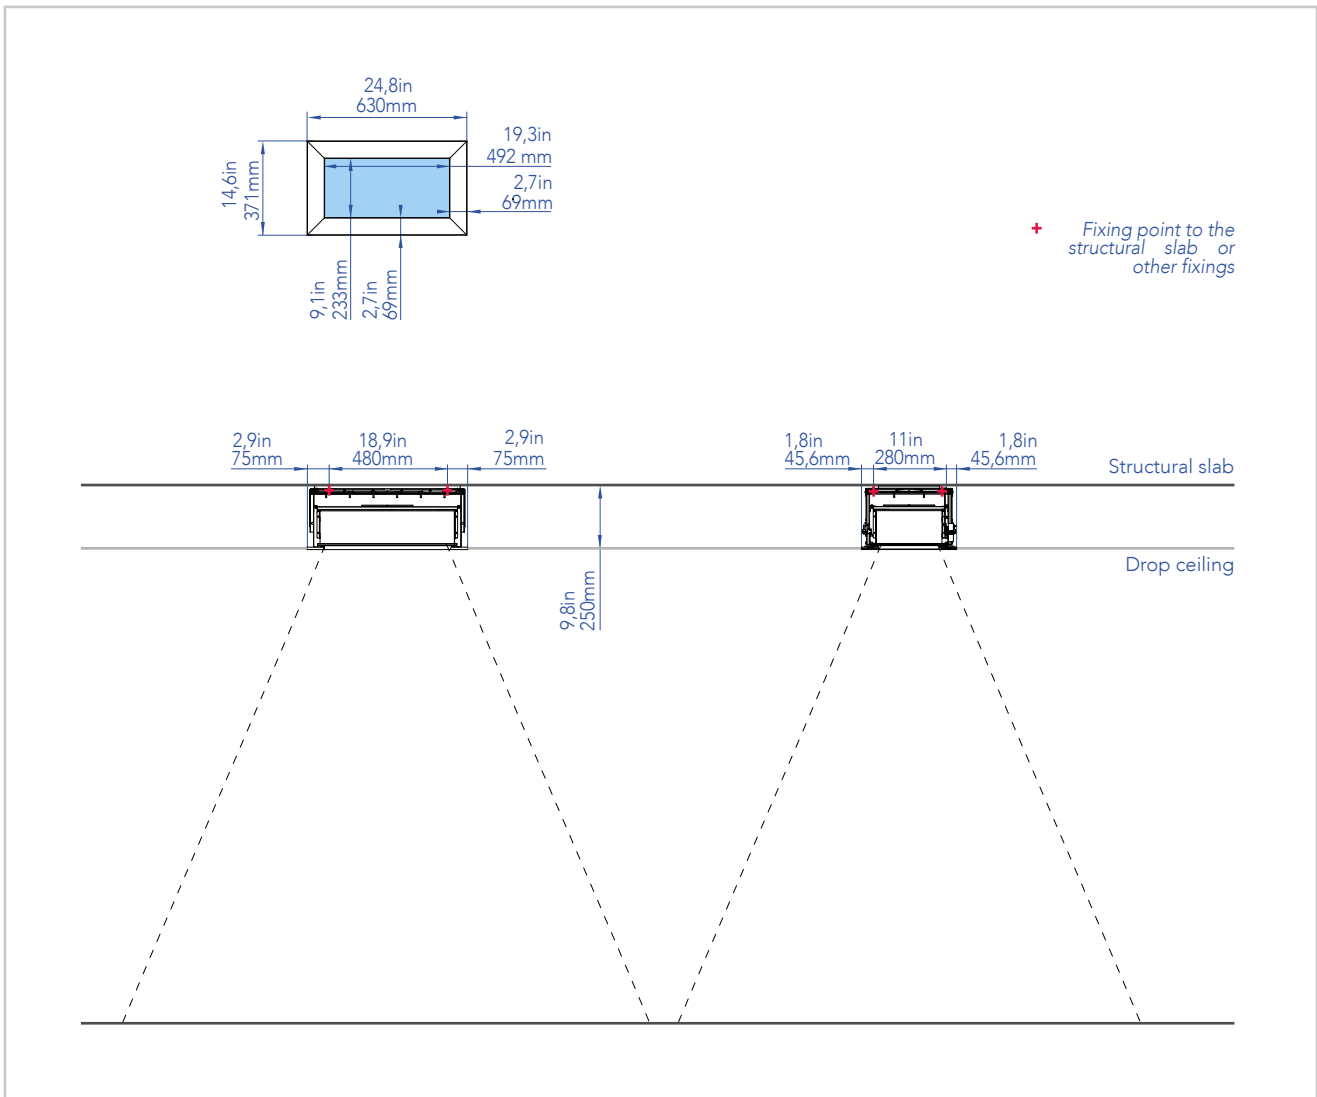 24,8in
630mm
19,3in
492 mm
2,7in
69mm
14,6in
371mm
9,1in
233mm
2,7in
69mm
+ Fixing point to the
structural slab or
other fixings
2,9in
75mm
18,9in
480mm
2,9in
75mm
1,8in
45,6mm
11in
280mm
1,8in
45,6mm
Structural slab
Drop ceiling
9,8in
250mm